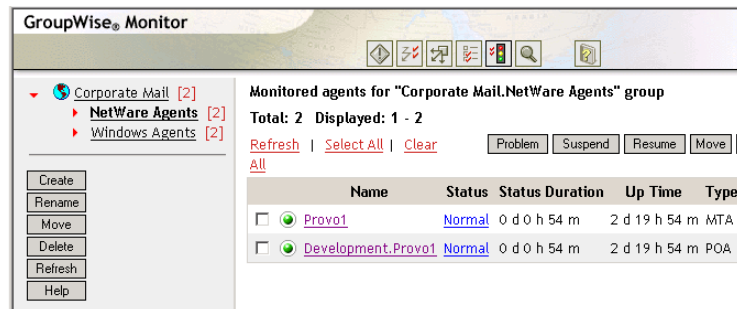 GroupWise® Monitor
Corporate Mail [2]
NetWare Agents [2]
Windows Agents [2]
Create
Rename
Move
Delete
Refresh
Help
Monitored agents for "Corporate Mail.NetWare Agents" group
Total: 2 Displayed: 1 - 2
Refresh | Select All | Clear
All
Problem Suspend Resume Move
Name Status Status Duration Up Time Type
Provo1 Normal 0 d 0 h 54 m 2 d 19 h 54 m MTA
Development.Provo1 Normal 0 d 0 h 54 m 2 d 19 h 54 m POA